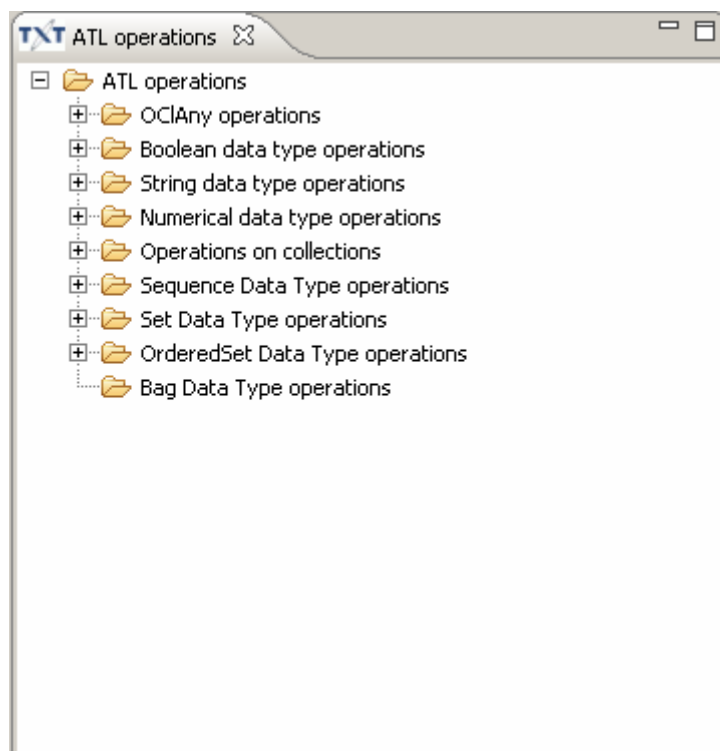 TXT ATL operations
ATL operations
OClAny operations
Boolean data type operations
String data type operations
Numerical data type operations
Operations on collections
Sequence Data Type operations
Set Data Type operations
OrderedSet Data Type operations
Bag Data Type operations